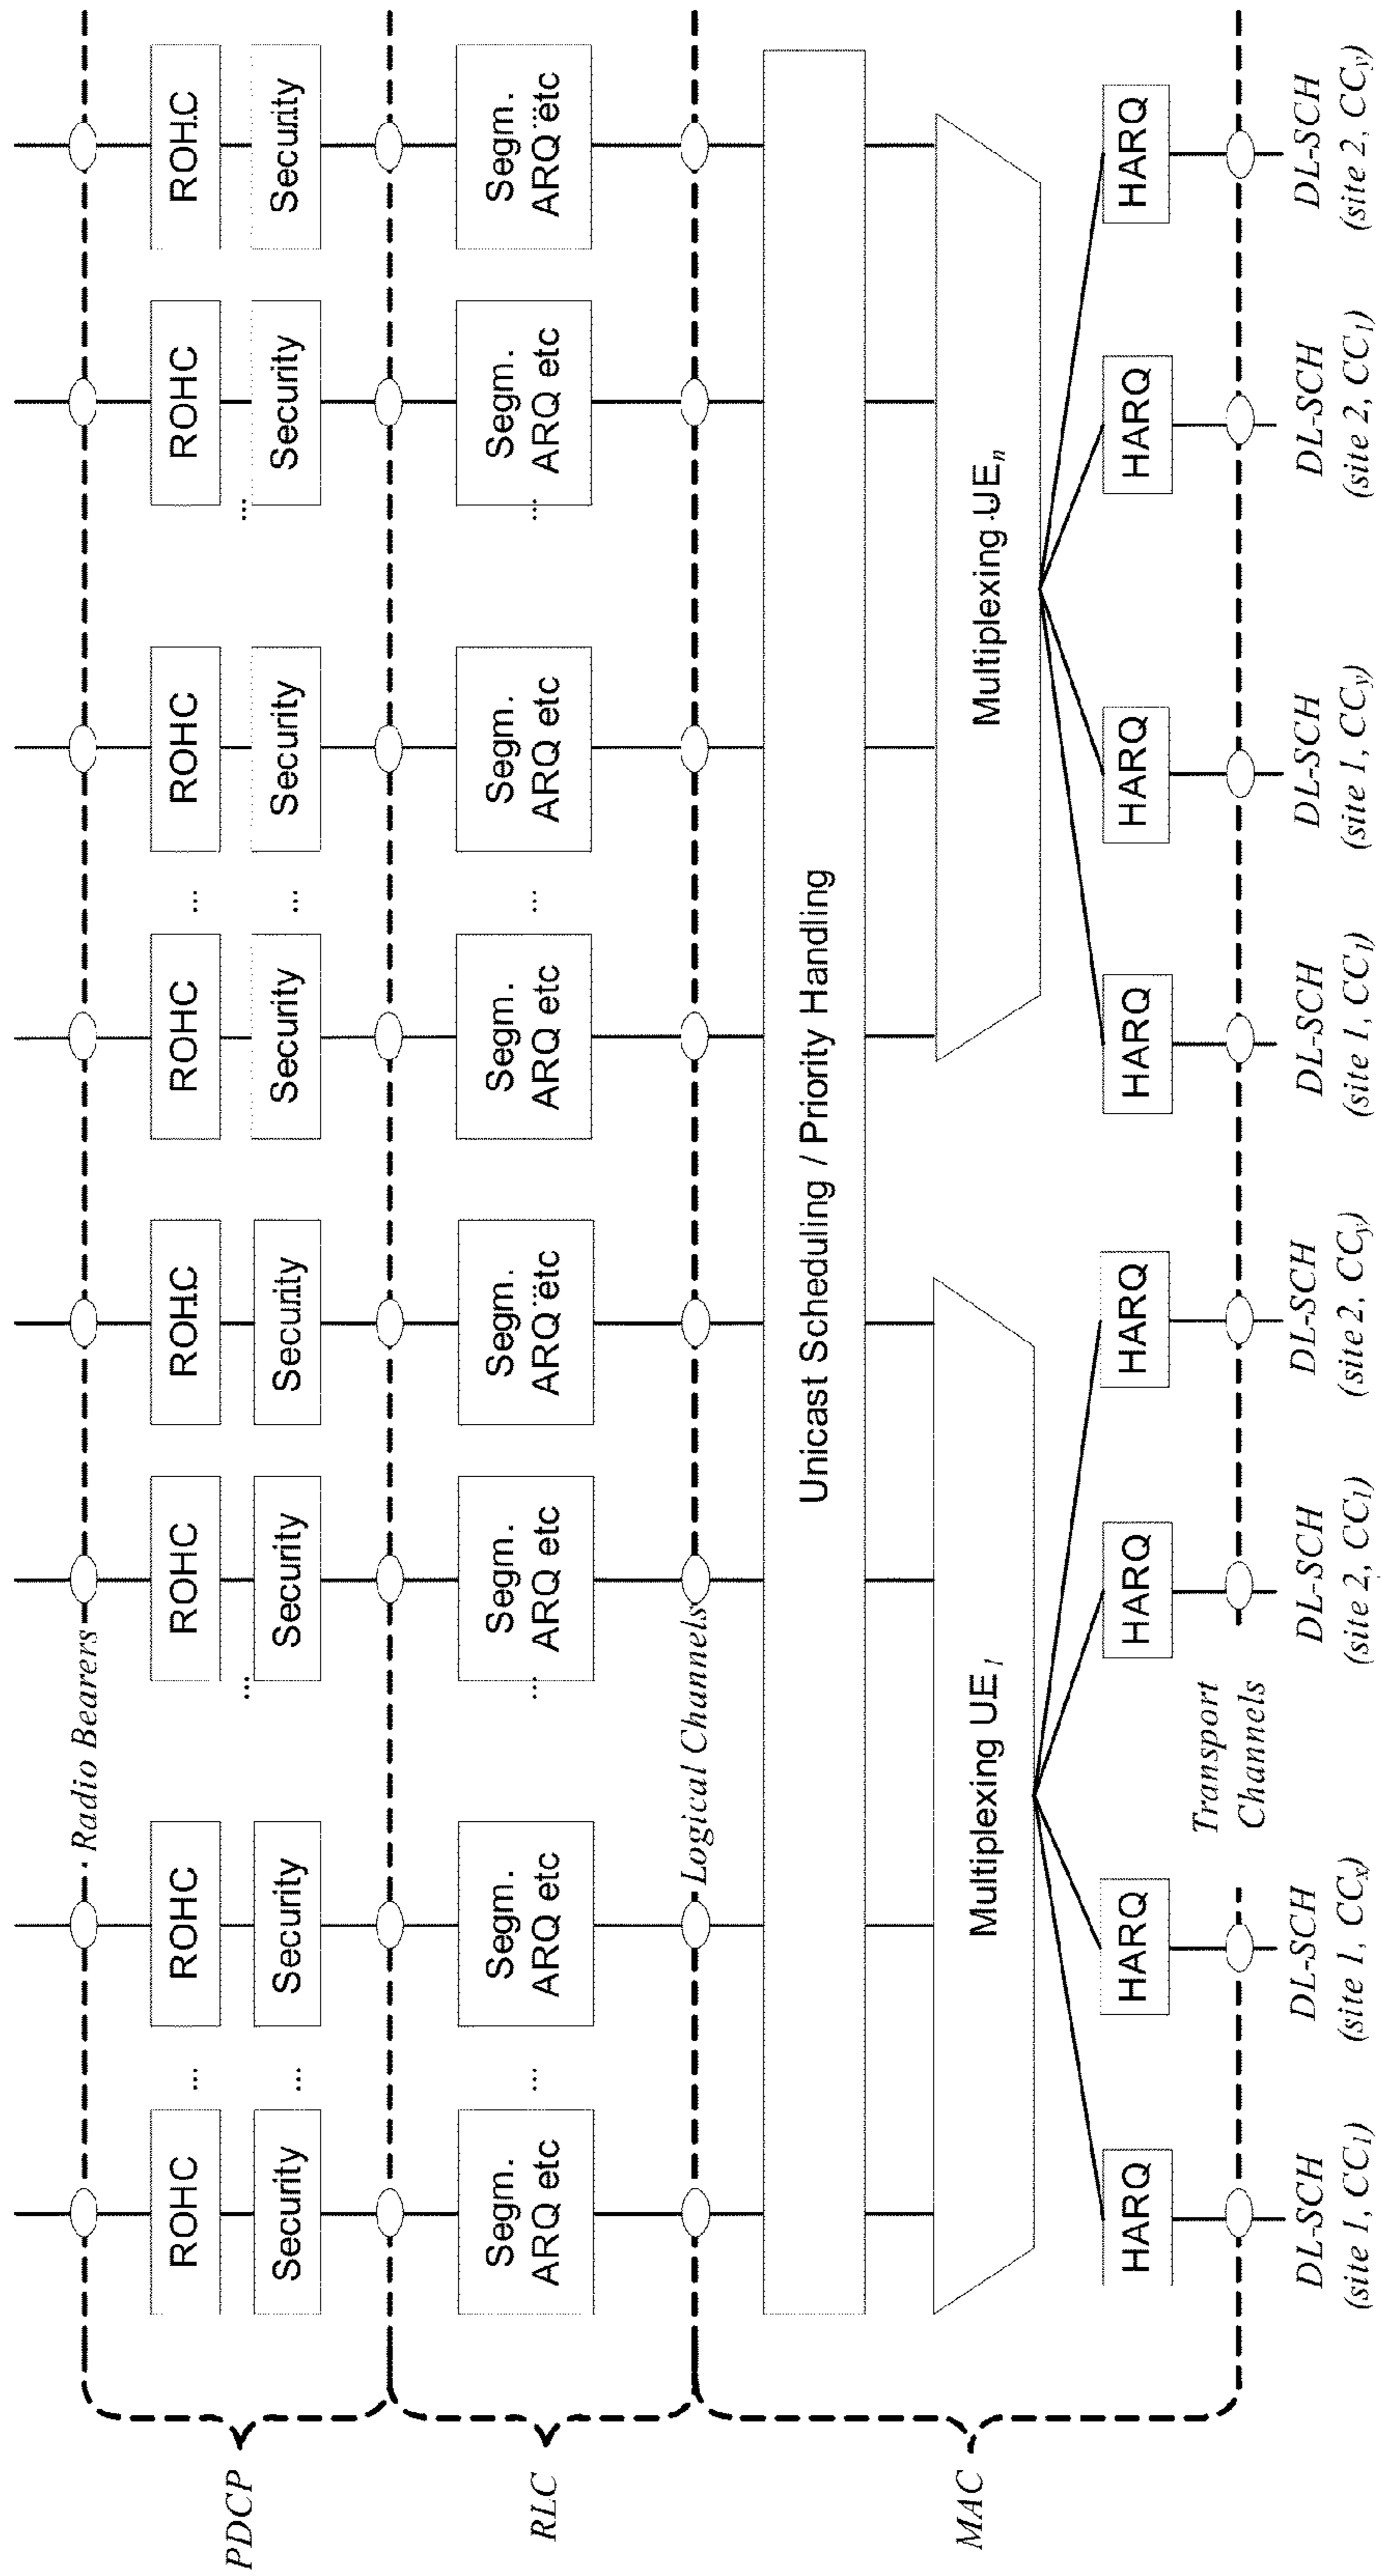 Radio Bearers
ROHC ... ROHC ROHC ROHC ROHC ... ROHC ROHC ROHC
PDCP ... ...
Security ... Security Security Security Security ... Security Security Security
Segm. Segm. Segm. Segm. Segm. Segm. Segm. Segm.
RLC ... ... ... ...
ARQ etc ARQ etc ARQ etc ARQ etc ARQ etc ARQ etc ARQ etc ARQ etc
Logical Channels
Unicast Scheduling / Priority Handling
MAC
Multiplexing UE1 Multiplexing UEn
HARQ HARQ HARQ HARQ HARQ HARQ HARQ HARQ
Transport
Channels
DL-SCH DL-SCH DL-SCH DL-SCH DL-SCH DL-SCH DL-SCH DL-SCH
(site 1, CC1) (site 1, CCx) (site 2, CC1) (site 2, CCy) (site 1, CC1) (site 1, CCy) (site 2, CC1) (site 2, CCy)